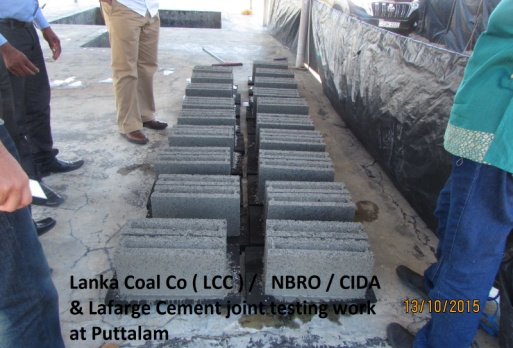 Lanka Coal Co ( LCC ) / NBRO / CIDA
& Lafarge Cement joint testing work
13/10/2015
at Puttalam